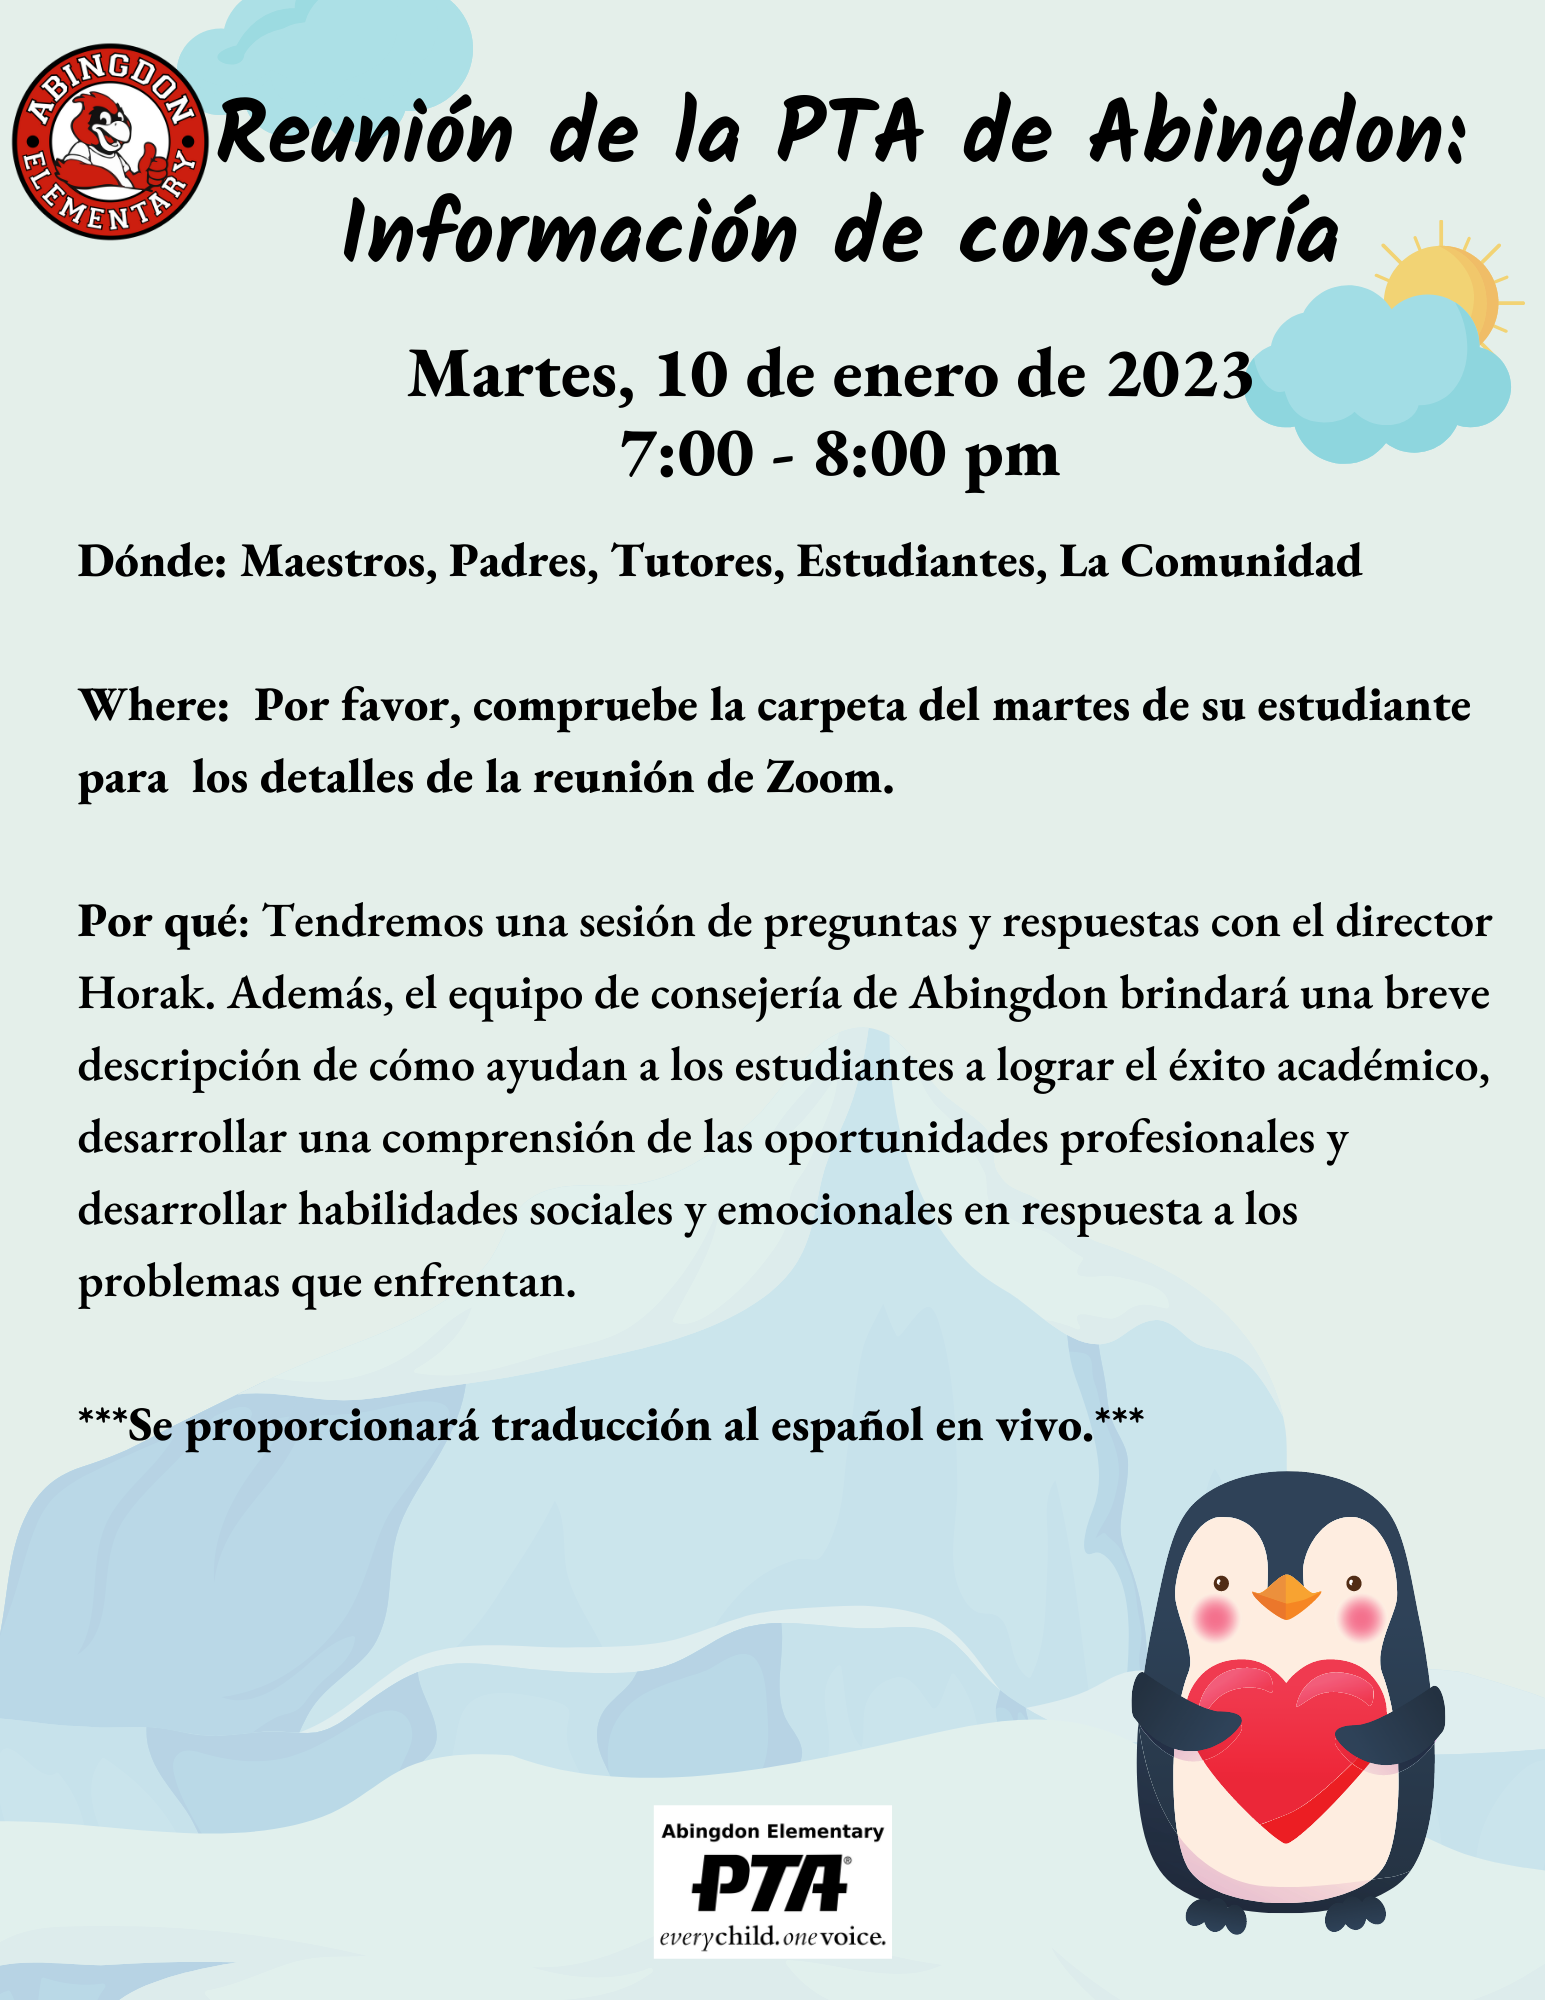 ABINGDON
ELEMENTARY
Reunión de la PTA de Abingdon:
Información de consejería
Martes, 10 de enero de 2023
7:00 - 8:00 pm
Dónde: Maestros, Padres, Tutores, Estudiantes, La Comunidad
Where:  Por favor, compruebe la carpeta del martes de su estudiante
para  los detalles de la reunión de Zoom.
Por qué: Tendremos una sesión de preguntas y respuestas con el director
Horak. Además, el equipo de consejería de Abingdon brindará una breve
descripción de cómo ayudan a los estudiantes a lograr el éxito académico,
desarrollar una comprensión de las oportunidades profesionales y
desarrollar habilidades sociales y emocionales en respuesta a los
problemas que enfrentan.
***Se proporcionará traducción al español en vivo.***
Abingdon Elementary
PTA®
everychild.onevoice.